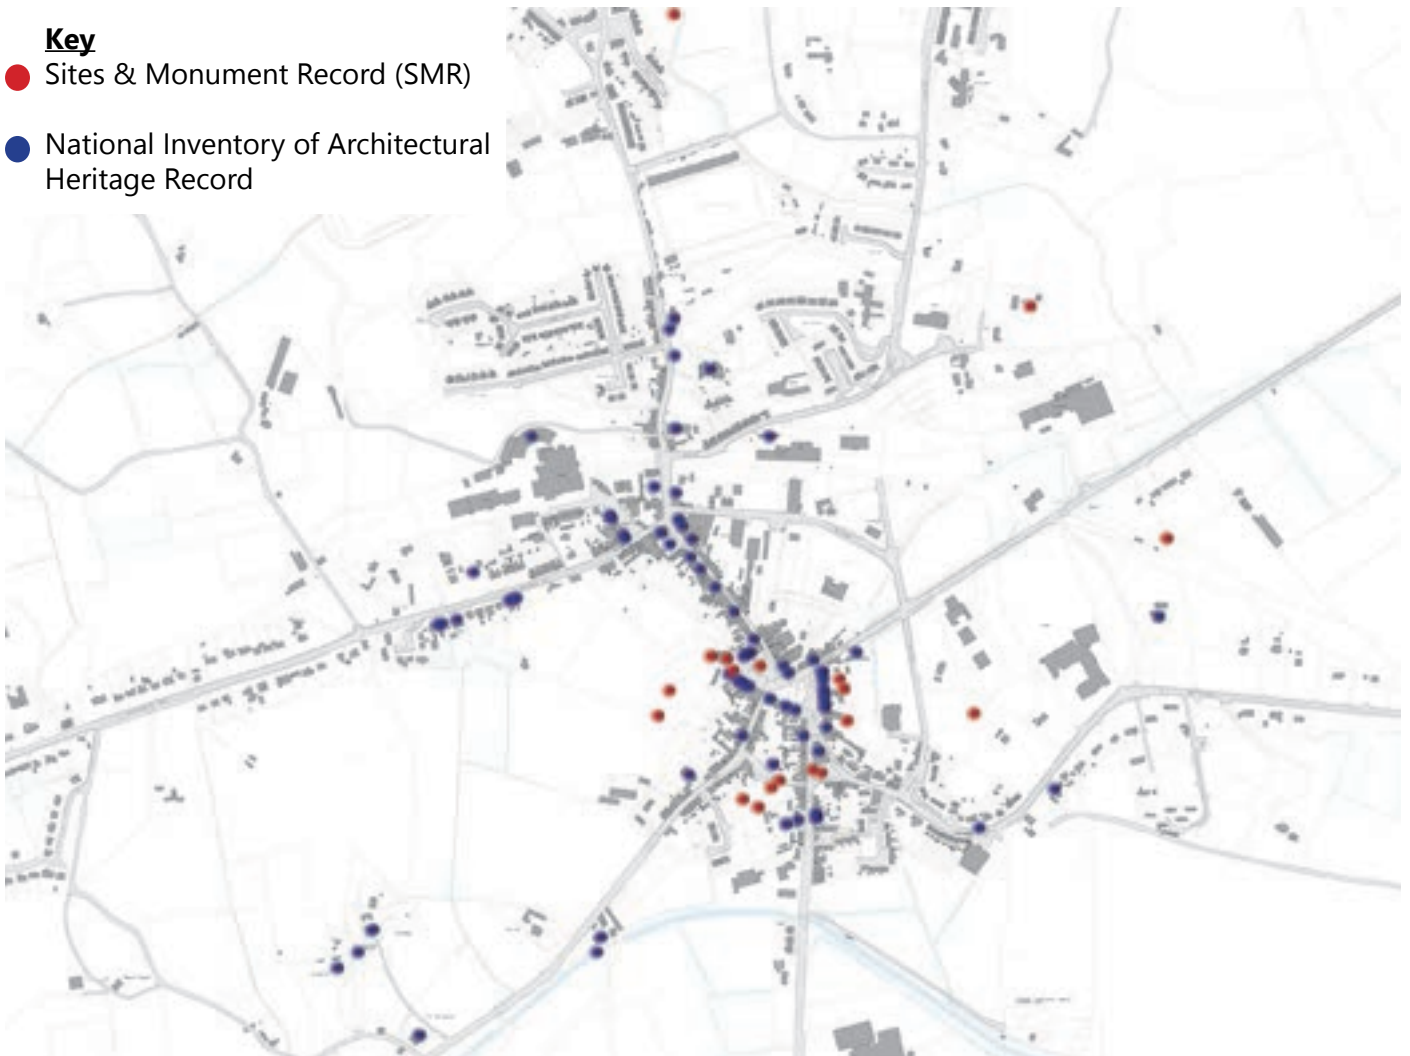 Key
Sites & Monument Record (SMR)
National Inventory of Architectural
Heritage Record